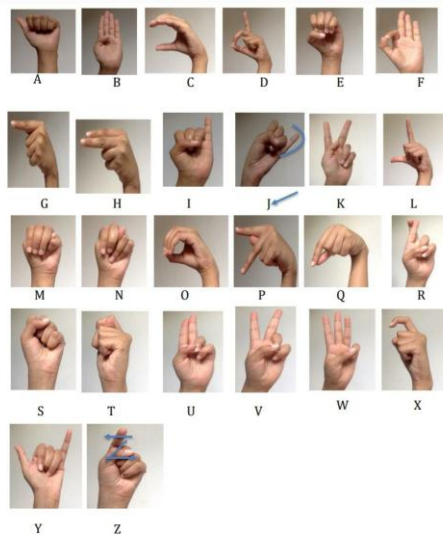 A B C D E F
G H I J K L
M N O P Q R
S T U V W X
Y Z